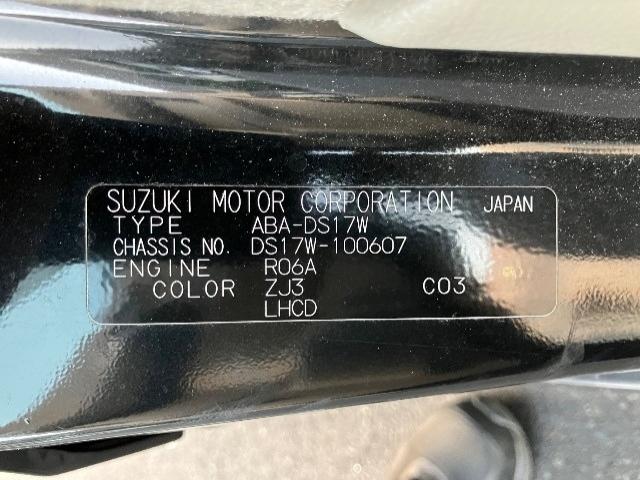 SUZUKI MOTOR CORPORATION JAPAN
TYPE ABA-DS17W
CHASSIS NO. DS17W-100607
ENGINE R06A
COLOR ZJ3 C03
LHCD